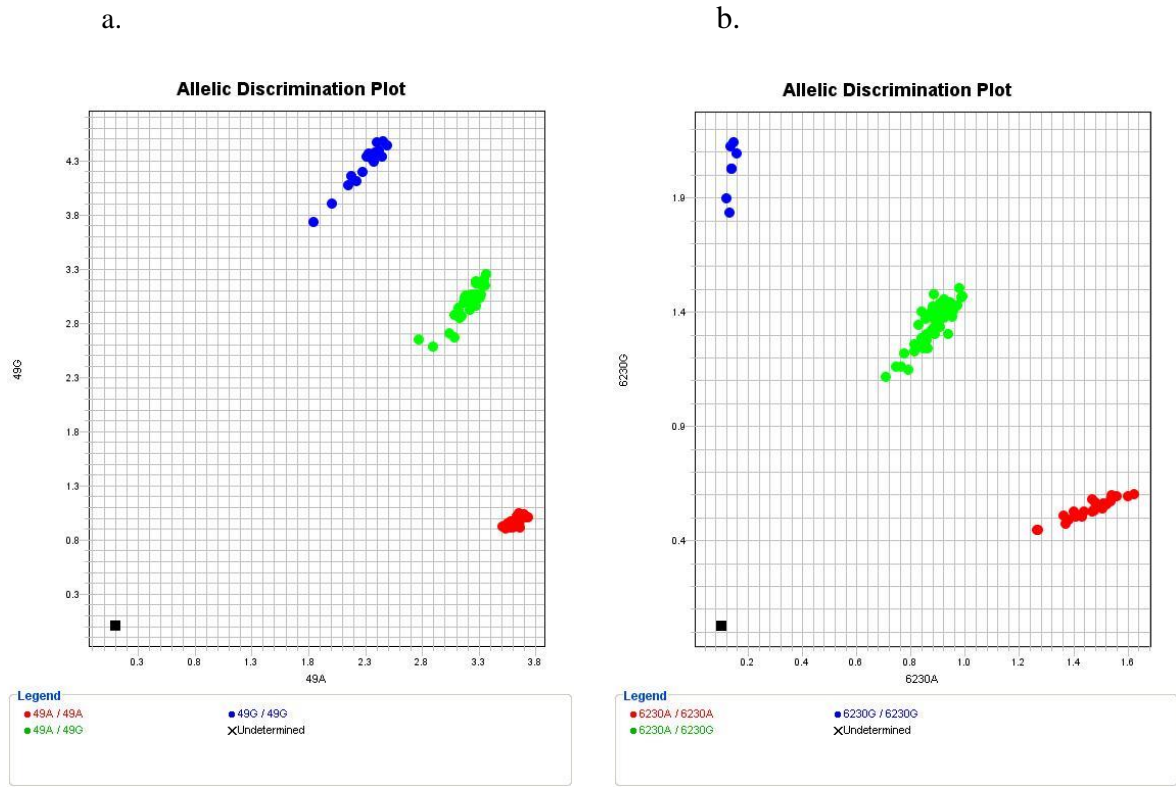 a.
Allelic Discrimination Plot
4.3
3.8
3.3
2.8
2.3
1.8
1.3
0.8
0.3
49G
0.3 0.8 1.3 1.8 2.3 2.8 3.3 3.8
49A
Legend
49A / 49A
49G / 49G
49A / 49G
Undetermined
b.
Allelic Discrimination Plot
1.9
1.4
0.9
0.4
6230G
0.2 0.4 0.6 0.8 1.0 1.2 1.4 1.6
6230A
Legend
6230A / 6230A
6230G / 6230G
6230A / 6230G
Undetermined